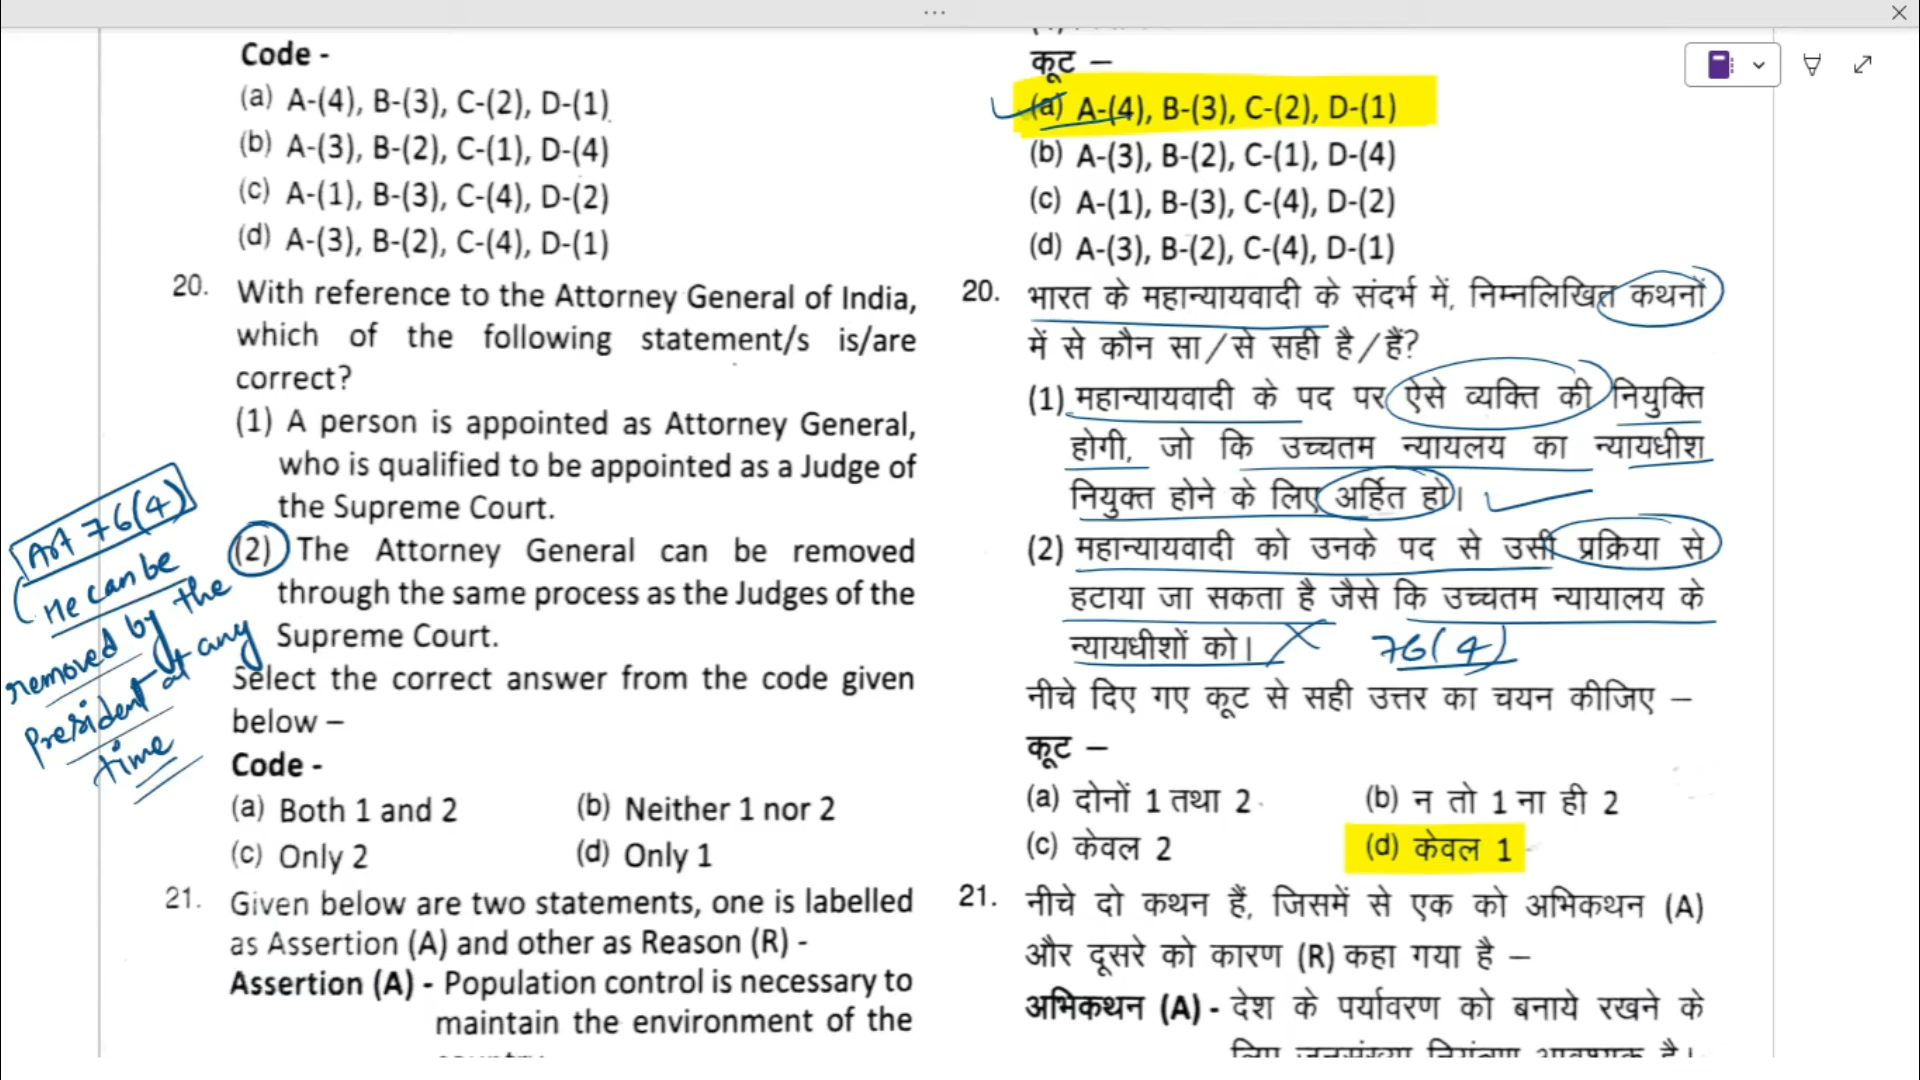 Code -
(a) A-(4), B-(3), C-(2), D-(1)
(b) A-(3), B-(2), C-(1), D-(4)
(c) A-(1), B-(3), C-(4), D-(2)
(d) A-(3), B-(2), C-(4), D-(1)
20. With reference to the Attorney General of India,
which of the following statement/s is/are
correct?
(1) A person is appointed as Attorney General,
who is qualified to be appointed as a Judge of
the Supreme Court.
(2) The Attorney General can be removed
through the same process as the Judges of the
Supreme Court.
Select the correct answer from the code given
below –
Code -
(a) Both 1 and 2 (b) Neither 1 nor 2
(c) Only 2 (d) Only 1
21. Given below are two statements, one is labelled
as Assertion (A) and other as Reason (R) -
Assertion (A) - Population control is necessary to
maintain the environment of the
Art 76(4)
(He can be
removed by the
President at any
time
कूट –
(a) A-(4), B-(3), C-(2), D-(1)
(b) A-(3), B-(2), C-(1), D-(4)
(c) A-(1), B-(3), C-(4), D-(2)
(d) A-(3), B-(2), C-(4), D-(1)
20. भारत के महान्यायवादी के संदर्भ में, निम्नलिखित कथनों
में से कौन सा/से सही है/हैं?
(1) महान्यायवादी के पद पर ऐसे व्यक्ति की नियुक्ति
होगी, जो कि उच्चतम न्यायलय का न्यायधीश
नियुक्त होने के लिए अर्हित हो।
(2) महान्यायवादी को उनके पद से उसी प्रक्रिया से
हटाया जा सकता है जैसे कि उच्चतम न्यायालय के
न्यायधीशों को। 76(4)
नीचे दिए गए कूट से सही उत्तर का चयन कीजिए –
कूट –
(a) दोनों 1 तथा 2 (b) न तो 1 ना ही 2
(c) केवल 2 (d) केवल 1
21. नीचे दो कथन हैं, जिसमें से एक को अभिकथन (A)
और दूसरे को कारण (R) कहा गया है –
अभिकथन (A) - देश के पर्यावरण को बनाये रखने के
लिए जनसंख्या नियंत्रण आवश्यक है।